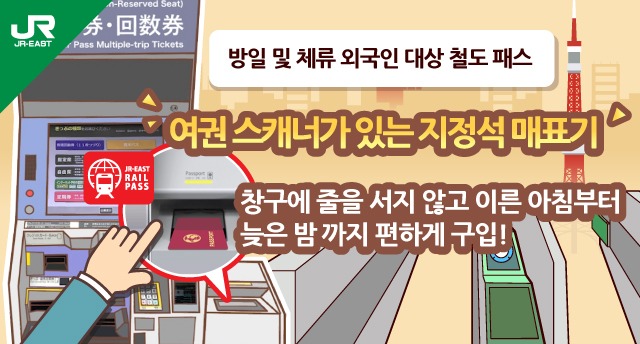 JR
JR-EAST
(Non-Reserved Seat)
券・回数券
Pass Multiple-trip Tickets
방일 및 체류 외국인 대상 철도 패스
여권 스캐너가 있는 지정석 매표기
JR-EAST
RAIL
PASS
Passport
창구에 줄을 서지 않고 이른 아침부터
늦은 밤 까지 편하게 구입!